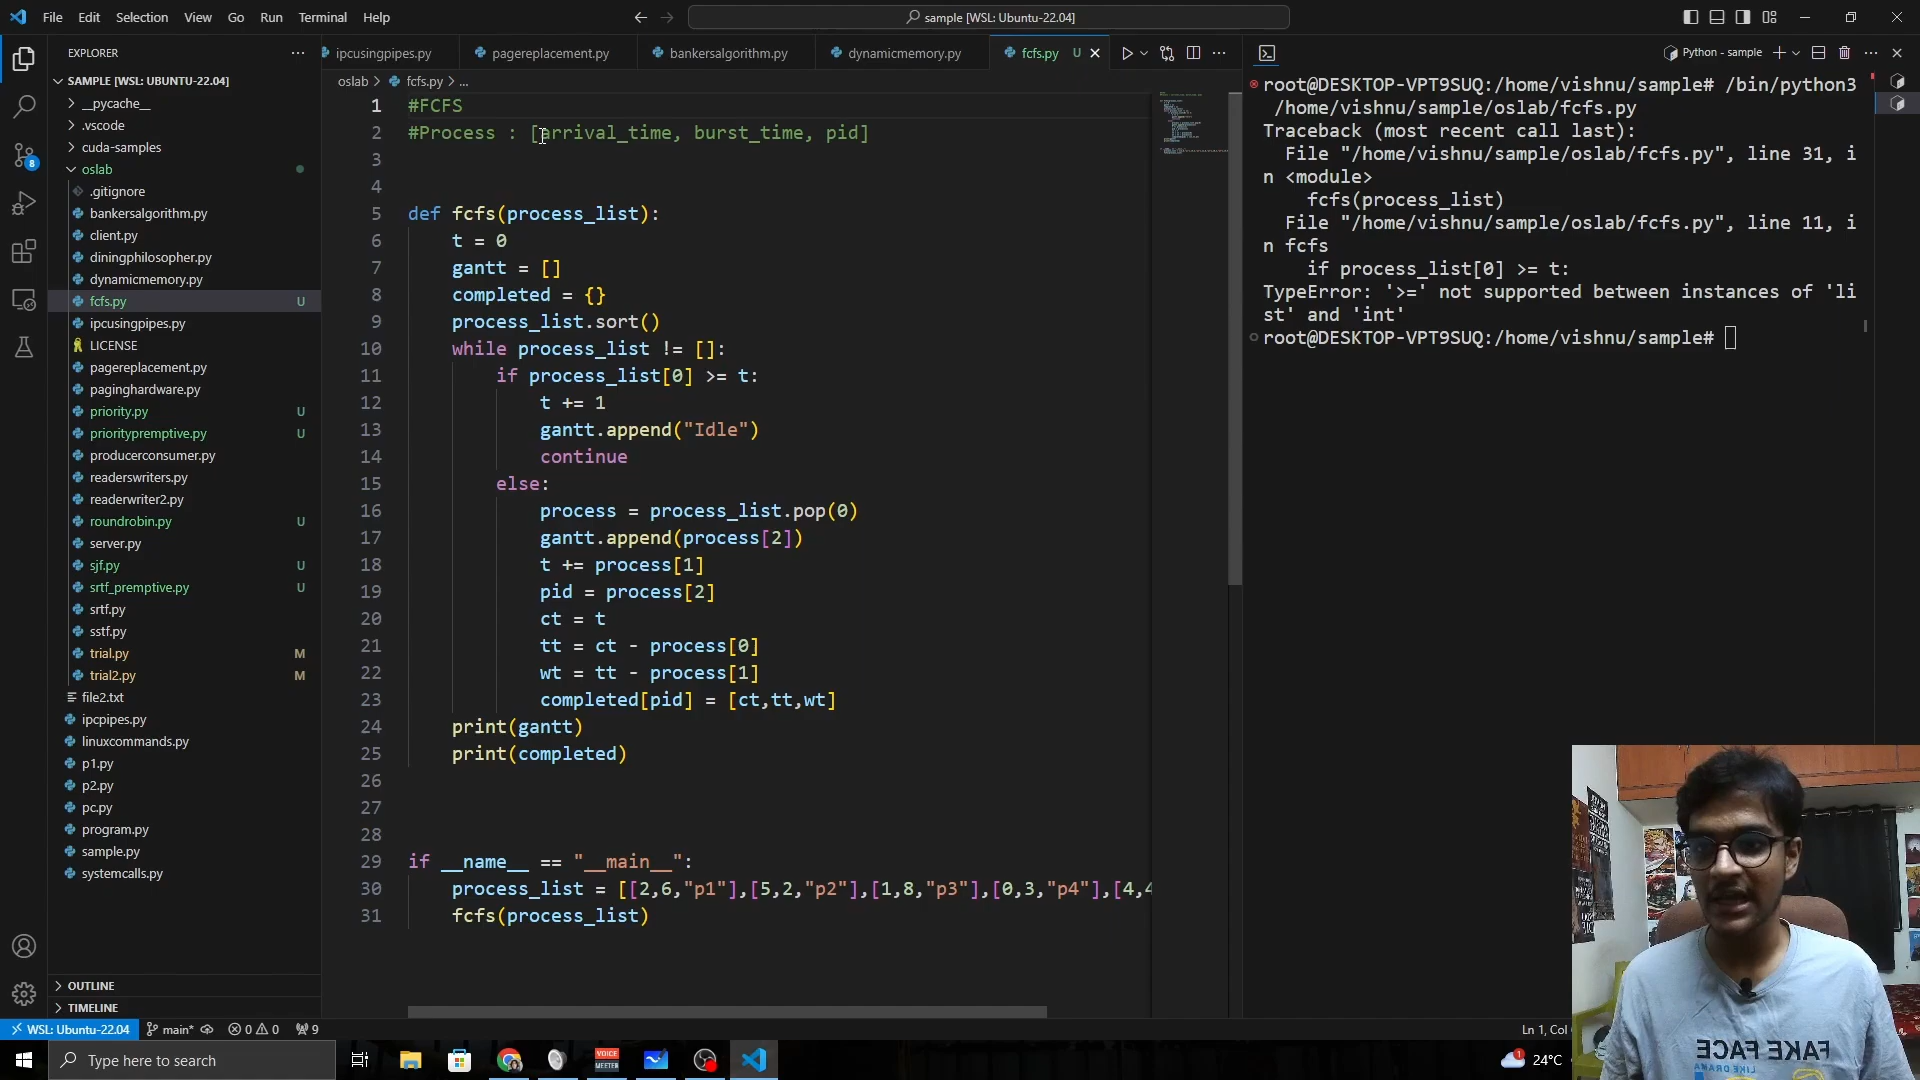 File Edit Selection View Go Run Terminal Help
sample [WSL: Ubuntu-22.04]
EXPLORER
SAMPLE [WSL: UBUNTU-22.04]
__pycache__
.vscode
cuda-samples
oslab
.gitignore
bankersalgorithm.py
client.py
diningphilosopher.py
dynamicmemory.py
fcfs.py U
ipcusingpipes.py
LICENSE
pagereplacement.py
paginghardware.py
priority.py U
prioritypremptive.py U
producerconsumer.py
readerswriters.py
readerwriter2.py
roundrobin.py U
server.py
sjf.py U
srtf_premptive.py U
srtf.py
sstf.py
trial.py M
trial2.py M
file2.txt
ipcpipes.py
linuxcommands.py
p1.py
p2.py
pc.py
program.py
sample.py
systemcalls.py
OUTLINE
TIMELINE
8
ipcusingpipes.py pagereplacement.py bankersalgorithm.py dynamicmemory.py fcfs.py U
oslab > fcfs.py > ...
1 #FCFS
2 #Process : [arrival_time, burst_time, pid]
3
4
5 def fcfs(process_list):
6 t = 0
7 gantt = []
8 completed = {}
9 process_list.sort()
10 while process_list != []:
11 if process_list[0] >= t:
12 t += 1
13 gantt.append("Idle")
14 continue
15 else:
16 process = process_list.pop(0)
17 gantt.append(process[2])
18 t += process[1]
19 pid = process[2]
20 ct = t
21 tt = ct - process[0]
22 wt = tt - process[1]
23 completed[pid] = [ct,tt,wt]
24 print(gantt)
25 print(completed)
26
27
28
29 if __name__ == "__main__":
30 process_list = [[2,6,"p1"],[5,2,"p2"],[1,8,"p3"],[0,3,"p4"],[4,4
31 fcfs(process_list)
Python - sample
root@DESKTOP-VPT9SUQ:/home/vishnu/sample# /bin/python3
/home/vishnu/sample/oslab/fcfs.py
Traceback (most recent call last):
File "/home/vishnu/sample/oslab/fcfs.py", line 31, i
n <module>
fcfs(process_list)
File "/home/vishnu/sample/oslab/fcfs.py", line 11, i
n fcfs
if process_list[0] >= t:
TypeError: '>=' not supported between instances of 'li
st' and 'int'
root@DESKTOP-VPT9SUQ:/home/vishnu/sample#
FAKE FACE
LIKE DRAMA
WSL: Ubuntu-22.04 main* 0 0 9 Ln 1, Col
Type here to search
VOICE MEETER
1 24°C